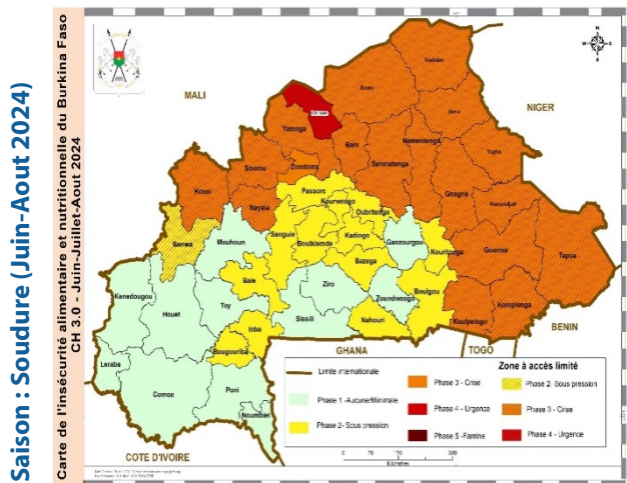 Saison : Soudure (Juin-Aout 2024)
Carte de l'insécurité alimentaire et nutritionnelle du Burkina Faso
CH 3.0 - Juin-Juillet-Aout 2024
MALI
NIGER
Oudalan
Soum
Yatenga
Bam
Seno
Yagha
Namentenga
Sanmatenga
Zondoma
Sourou
Kossi
Nayala
Passore
Kourweogo
Oubritenga
Gnagna
Komandjari
Banwa
Mouhoun
Sanguie
Boulkiemde
Kadiogo
Ganzourgou
Kouritenga
Gourma
Tapoa
Bazega
Kenedougou
Houet
Tuy
Bale
Ziro
Zoundweogo
Boulgou
Kompienga
Ioba
Sissili
Nahouri
Koulpelogo
Bougouriba
Leraba
Comoe
Poni
Noumbiel
GHANA
TOGO
BENIN
COTE D'IVOIRE
Limite internationale
Phase 1 -Aucune/Minimale
Phase 2- Sous pression
Phase 3 - Crise
Phase 4 - Urgence
Phase 5 -Famine
Zone à accès limité
Phase 2- Sous pression
Phase 3 - Crise
Phase 4 - Urgence
0